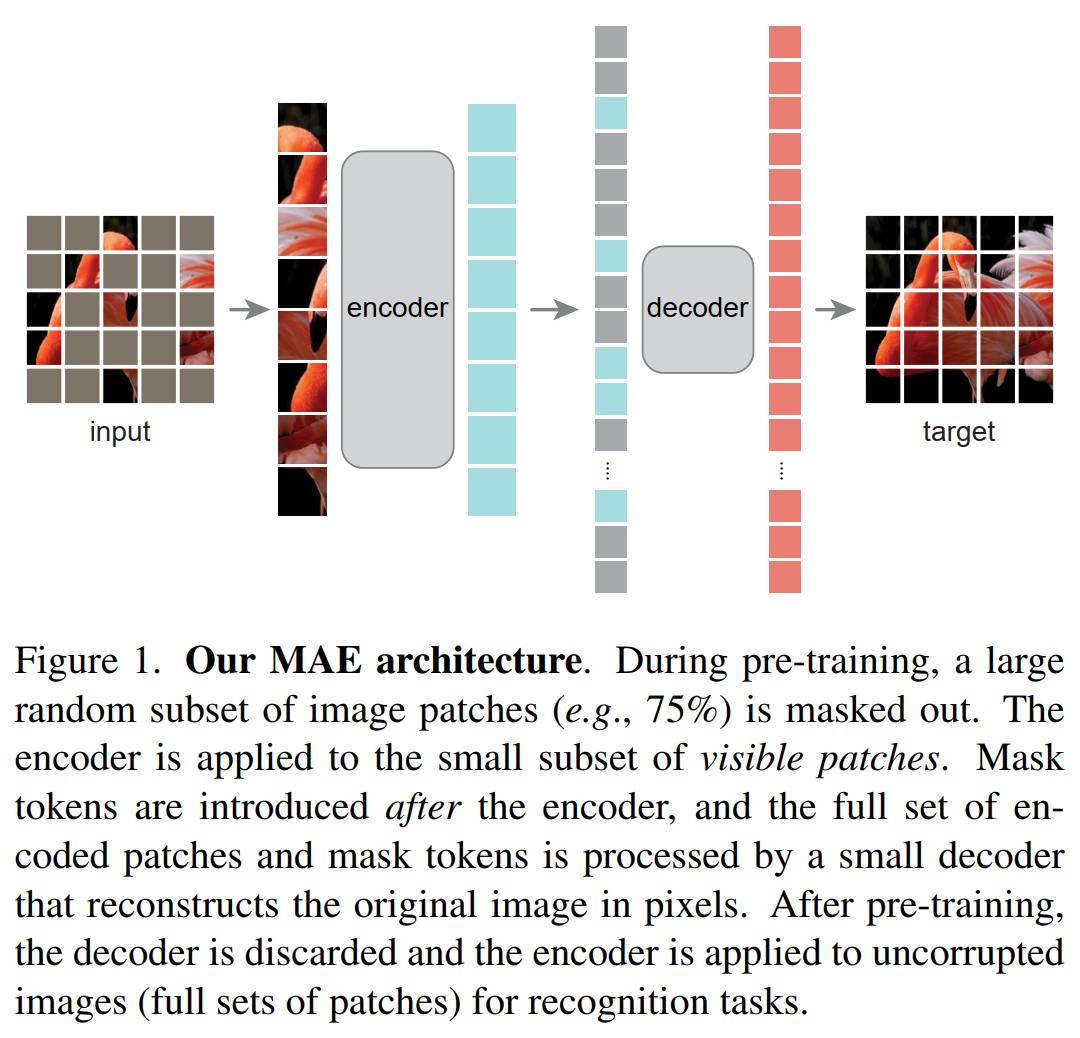 encoder
decoder
input
target
Figure 1. Our MAE architecture. During pre-training, a large
random subset of image patches (e.g., 75%) is masked out. The
encoder is applied to the small subset of visible patches. Mask
tokens are introduced after the encoder, and the full set of en-
coded patches and mask tokens is processed by a small decoder
that reconstructs the original image in pixels. After pre-training,
the decoder is discarded and the encoder is applied to uncorrupted
images (full sets of patches) for recognition tasks.